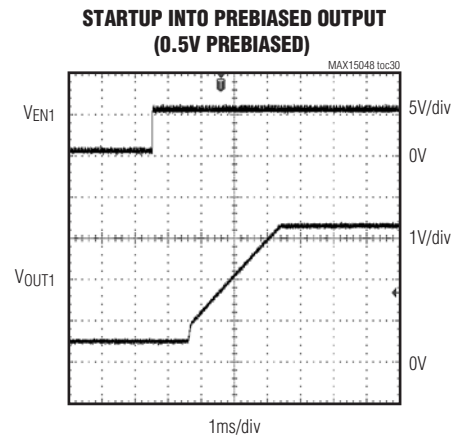 STARTUP INTO PREBIASED OUTPUT
(0.5V PREBIASED)
MAX15048 toc30
VEN1
5V/div
0V
1V/div
VOUT1
0V
1ms/div